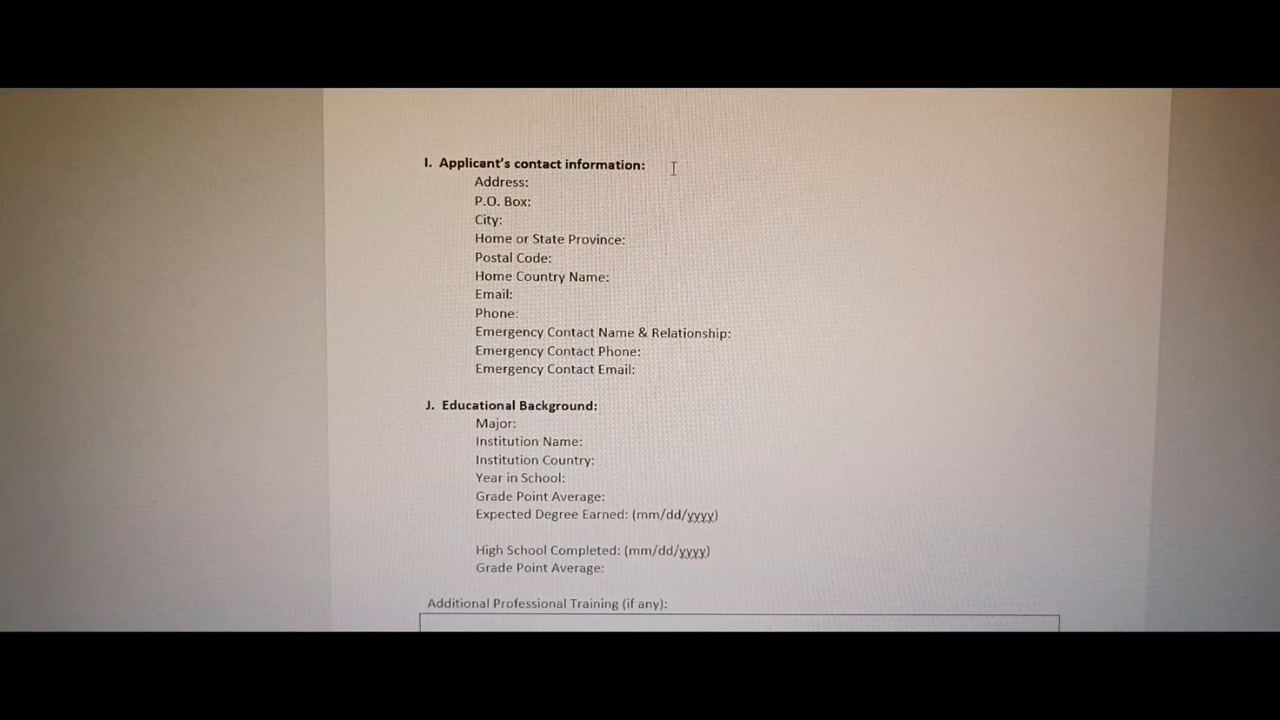 I. Applicant's contact information:
Address:
P.O. Box:
City:
Home or State Province:
Postal Code:
Home Country Name:
Email:
Phone:
Emergency Contact Name & Relationship:
Emergency Contact Phone:
Emergency Contact Email:
J. Educational Background:
Major:
Institution Name:
Institution Country:
Year in School:
Grade Point Average:
Expected Degree Earned: (mm/dd/yyyy)
High School Completed: (mm/dd/yyyy)
Grade Point Average:
Additional Professional Training (if any):